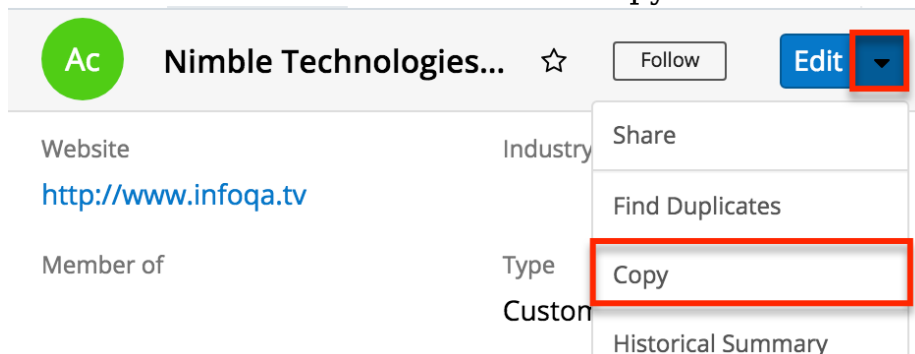 Ac Nimble Technologies... ☆ Follow Edit
Share
Website Industry
http://www.infoqa.tv
Find Duplicates
Member of Type
Copy
Custom
Historical Summary